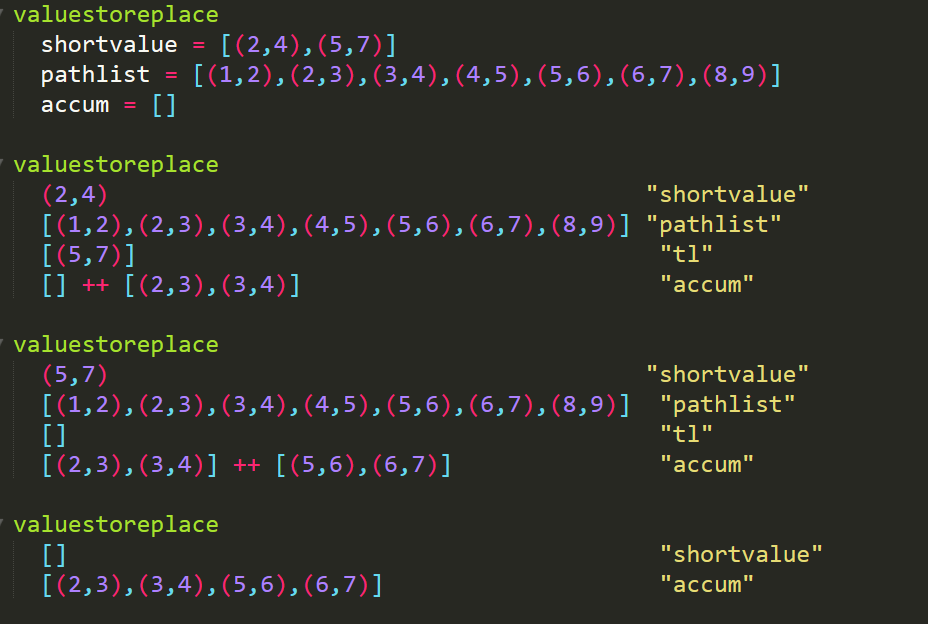 valuestoreplace
shortvalue = [(2,4),(5,7)]
pathlist = [(1,2),(2,3),(3,4),(4,5),(5,6),(6,7),(8,9)]
accum = []
valuestoreplace
(2,4) "shortvalue"
[(1,2),(2,3),(3,4),(4,5),(5,6),(6,7),(8,9)] "pathlist"
[(5,7)] "tl"
[] ++ [(2,3),(3,4)] "accum"
valuestoreplace
(5,7) "shortvalue"
[(1,2),(2,3),(3,4),(4,5),(5,6),(6,7),(8,9)] "pathlist"
[] "tl"
[(2,3),(3,4)] ++ [(5,6),(6,7)] "accum"
valuestoreplace
[] "shortvalue"
[(2,3),(3,4),(5,6),(6,7)] "accum"